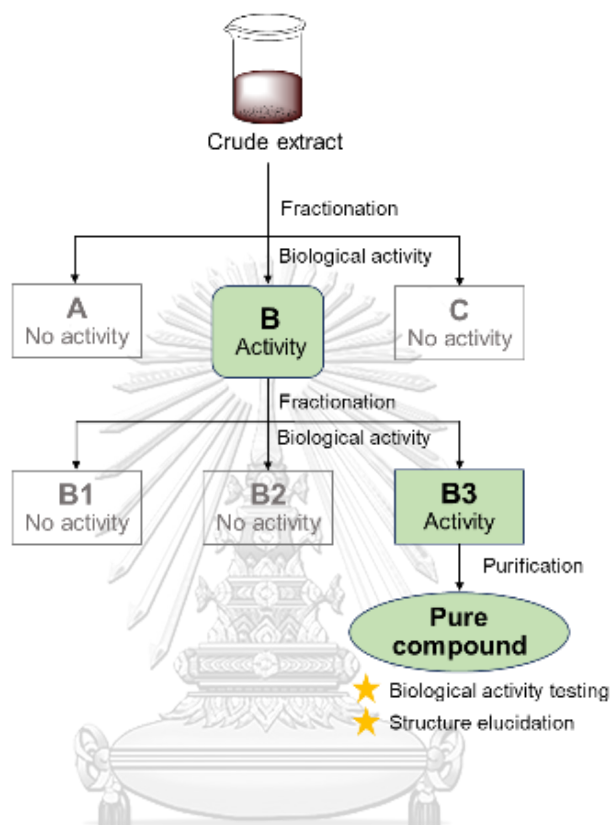 Crude extract
Fractionation
Biological activity
A
No activity
B
Activity
C
No activity
Fractionation
Biological activity
B1
No activity
B2
No activity
B3
Activity
Purification
Pure
compound
Biological activity testing
Structure elucidation